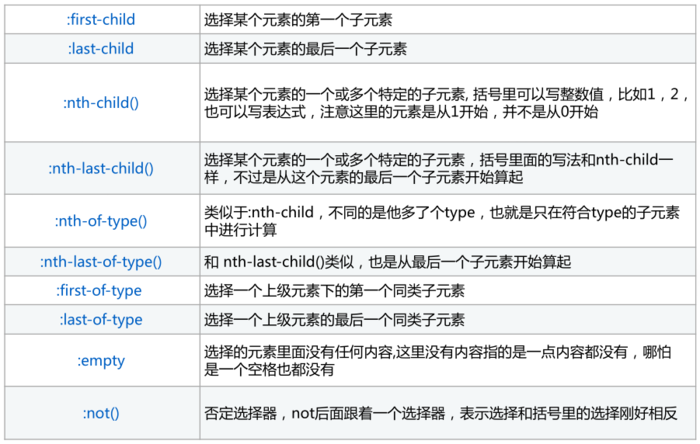 :first-child
选择某个元素的第一个子元素
:last-child
选择某个元素的最后一个子元素
:nth-child()
选择某个元素的一个或多个特定的子元素, 括号里可以写整数值，比如1，2，
也可以写表达式，注意这里的元素是从1开始，并不是从0开始
:nth-last-child()
选择某个元素的一个或多个特定的子元素，括号里面的写法和nth-child一
样，不过是从这个元素的最后一个子元素开始算起
:nth-of-type()
类似于:nth-child，不同的是他多了个type，也就是只在符合type的子元素
中进行计算
:nth-last-of-type()
和 nth-last-child()类似，也是从最后一个子元素开始算起
:first-of-type
选择一个上级元素下的第一个同类子元素
:last-of-type
选择一个上级元素的最后一个同类子元素
:empty
选择的元素里面没有任何内容,这里没有内容指的是一点内容都没有，哪怕
是一个空格也都没有
:not()
否定选择器，not后面跟着一个选择器，表示选择和括号里的选择刚好相反